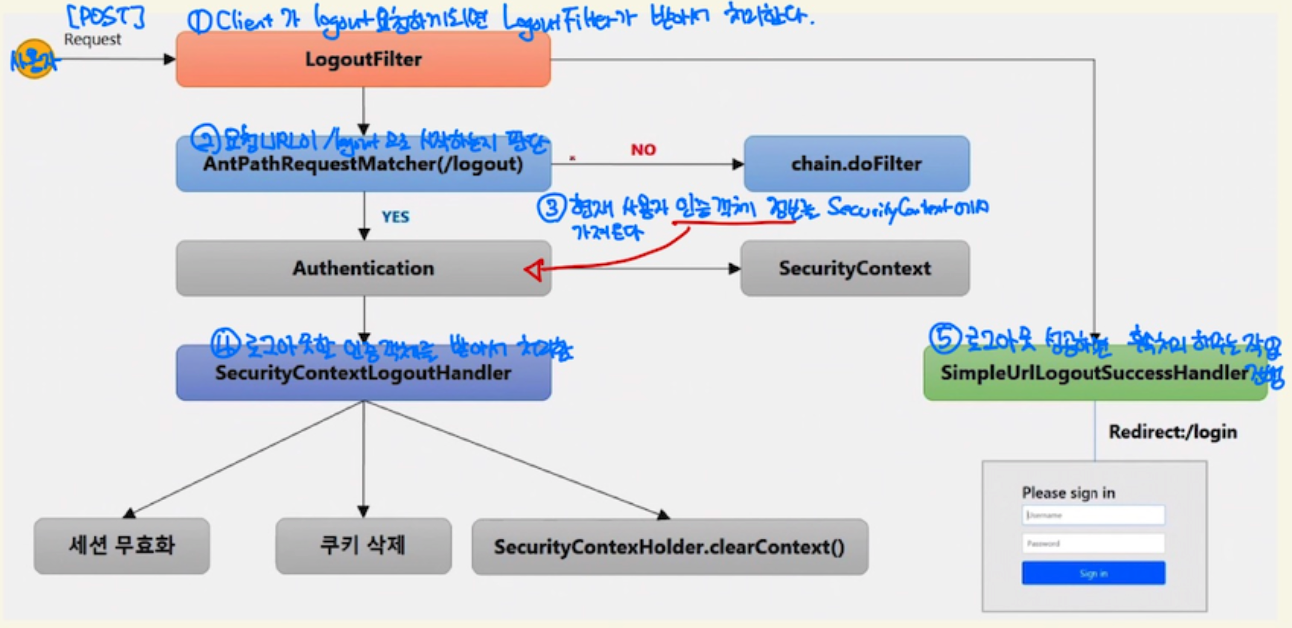 [POST]
① Client가 logout 요청하게되면 LogoutFilter가 받아서 처리한다.
Request
사용자
LogoutFilter
② 요청 URL이 /logout 으로 시작하는지 판단
AntPathRequestMatcher(/logout)
NO
chain.doFilter
YES
③ 현재 사용자 인증객체 정보를 SecurityContext에서
가져온다
Authentication
SecurityContext
④ 로그아웃할 인증객체를 받아서 처리함
SecurityContextLogoutHandler
⑤ 로그아웃 성공하면 후속처리 해주는 작업
SimpleUrlLogoutSuccessHandler
Redirect:/login
Please sign in
Username
Password
Sign in
세션 무효화
쿠키 삭제
SecurityContexHolder.clearContext()